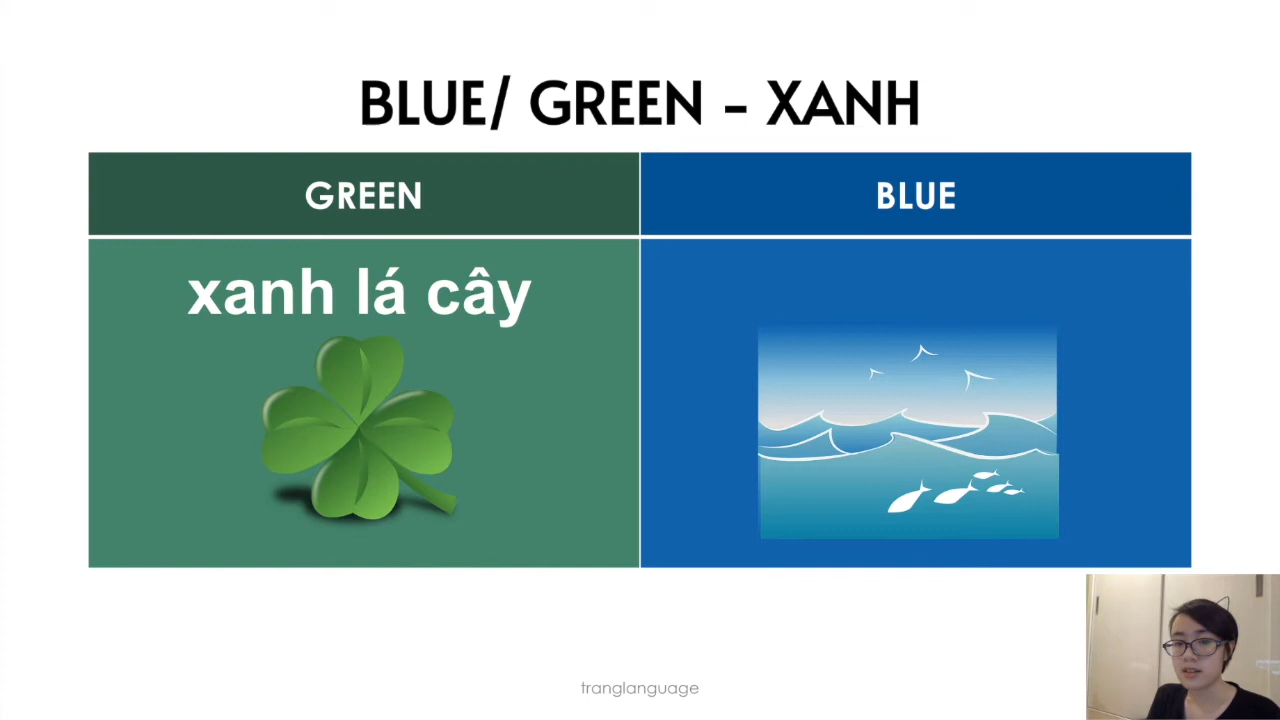 BLUE/ GREEN - XANH
GREEN
BLUE
xanh lá cây
tranglanguage